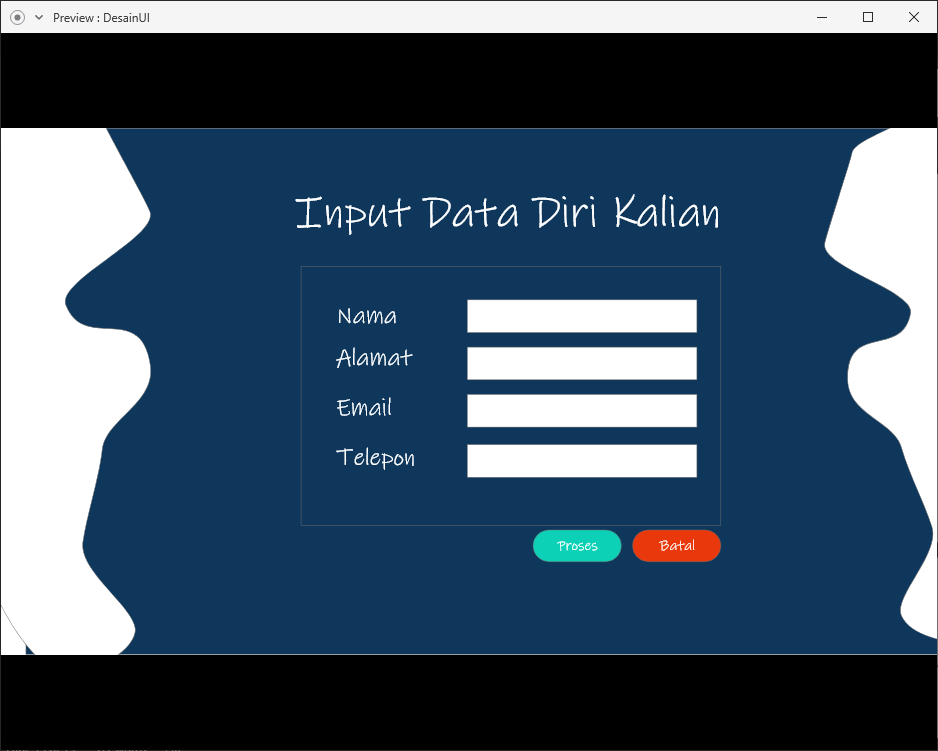 Preview : DesainUI
Input Data Diri Kalian
Nama
Alamat
Email
Telepon
Proses Batal